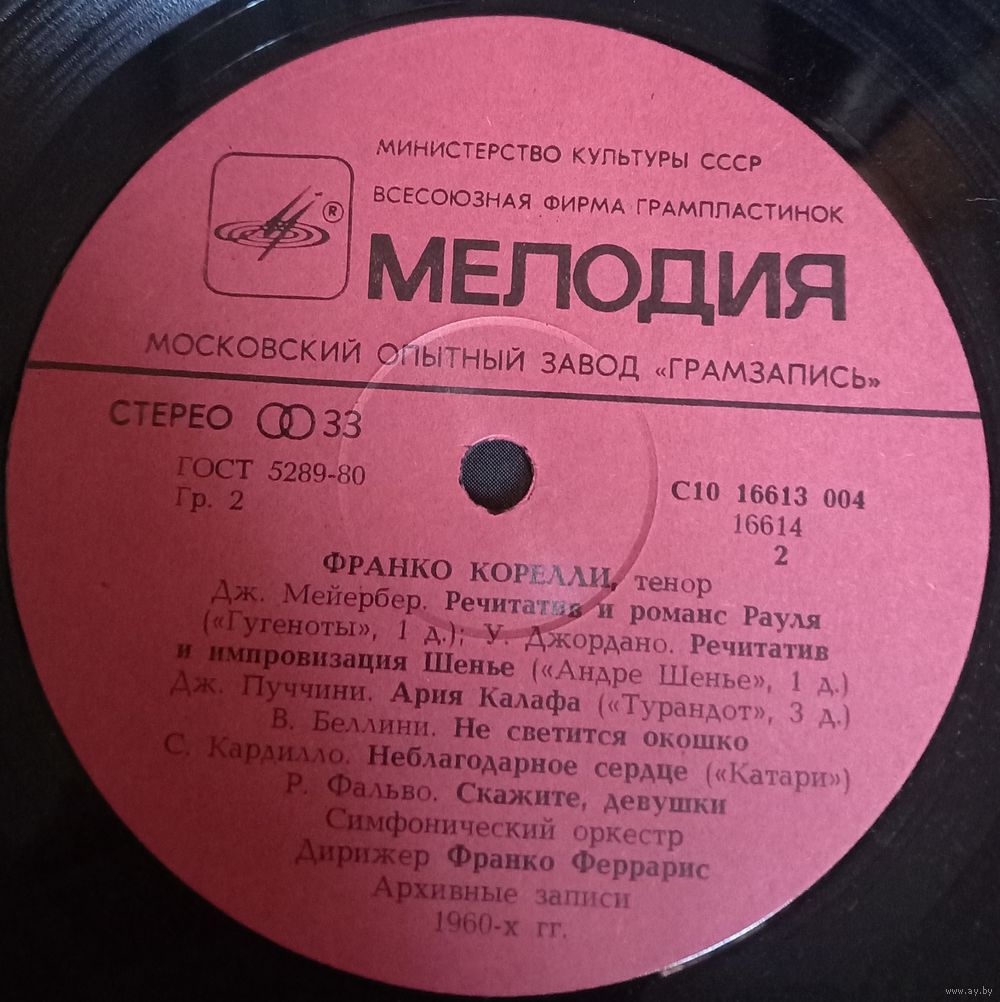 МИНИСТЕРСТВО КУЛЬТУРЫ СССР
ВСЕСОЮЗНАЯ ФИРМА ГРАМПЛАСТИНОК
®
МЕЛОДИЯ
МОСКОВСКИЙ ОПЫТНЫЙ ЗАВОД «ГРАМЗАПИСЬ»
СТЕРЕО 33
ГОСТ 5289-80
Гр. 2
С10 16613 004
16614
2
ФРАНКО КОРЕЛЛИ, тенор
Дж. Мейербер. Речитатив и романс Рауля
(«Гугеноты», 1 д.); У. Джордано. Речитатив
и импровизация Шенье («Андре Шенье», 1 д.)
Дж. Пуччини. Ария Калафа («Турандот», 3 д.)
В. Беллини. Не светится окошко
С. Кардилло. Неблагодарное сердце («Катари»)
Р. Фальво. Скажите, девушки
Симфонический оркестр
Дирижер Франко Феррарис
Архивные записи
1960-х гг.
www.ay.by